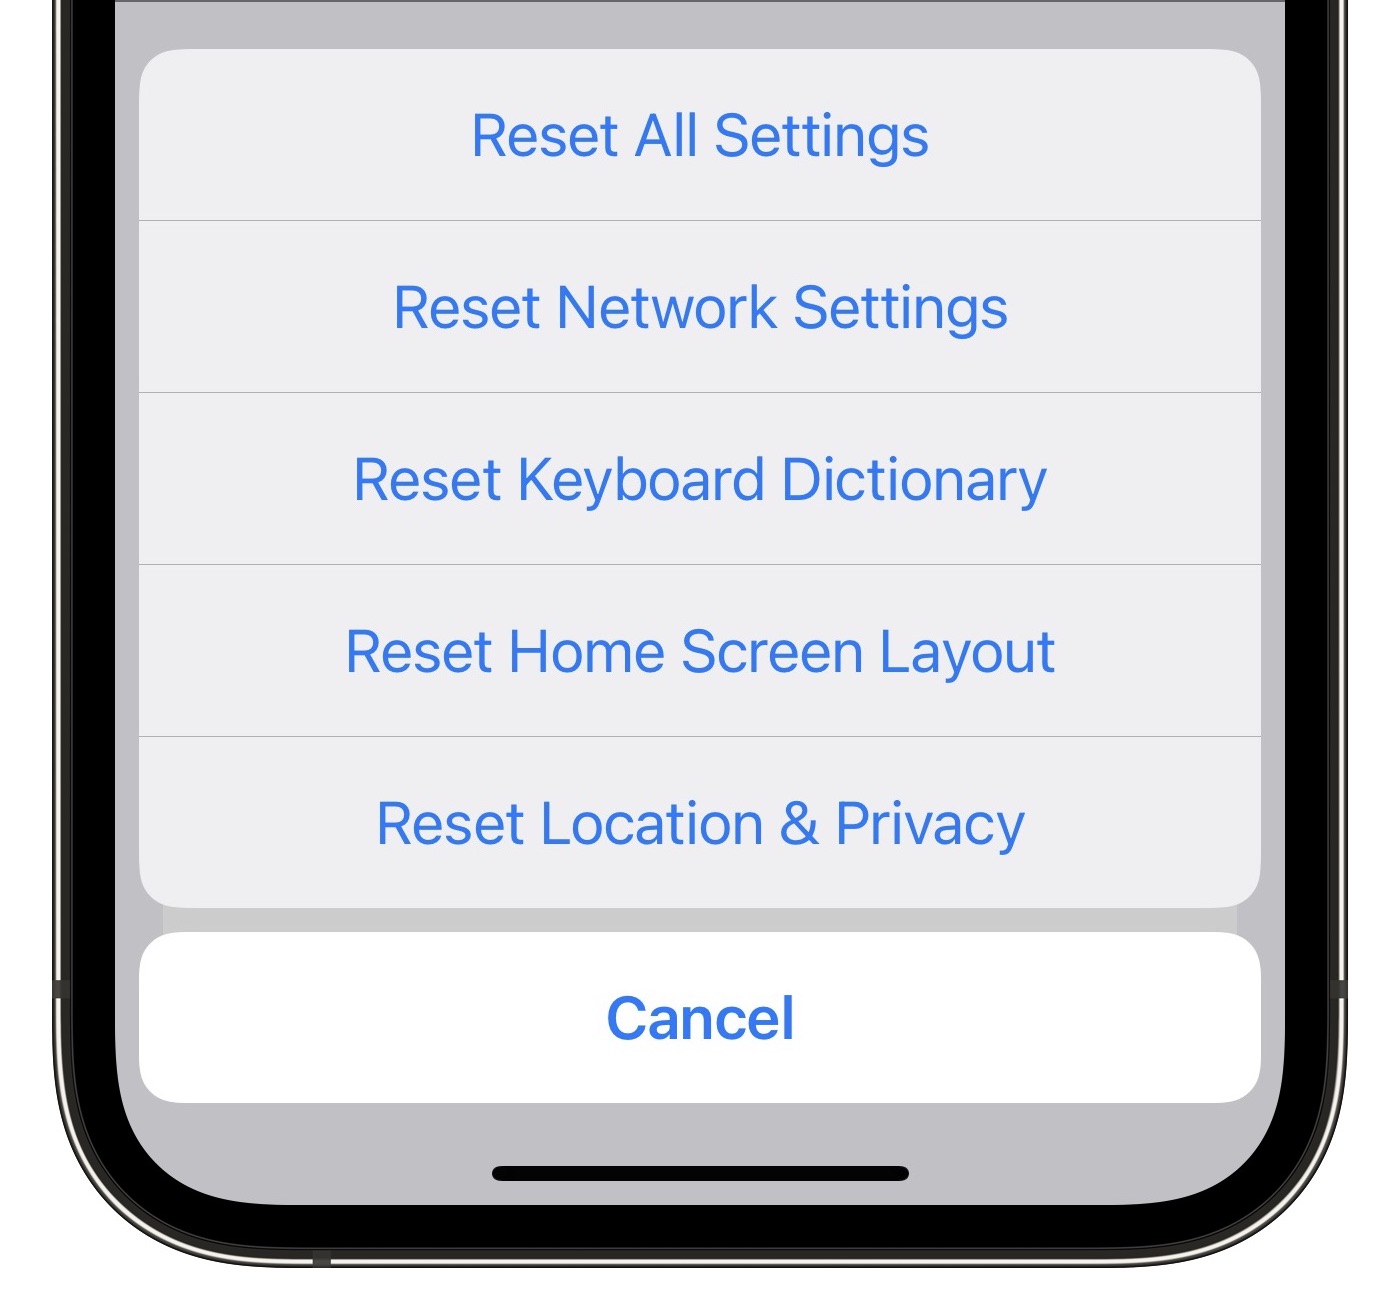 Reset All Settings
Reset Network Settings
Reset Keyboard Dictionary
Reset Home Screen Layout
Reset Location & Privacy
Cancel